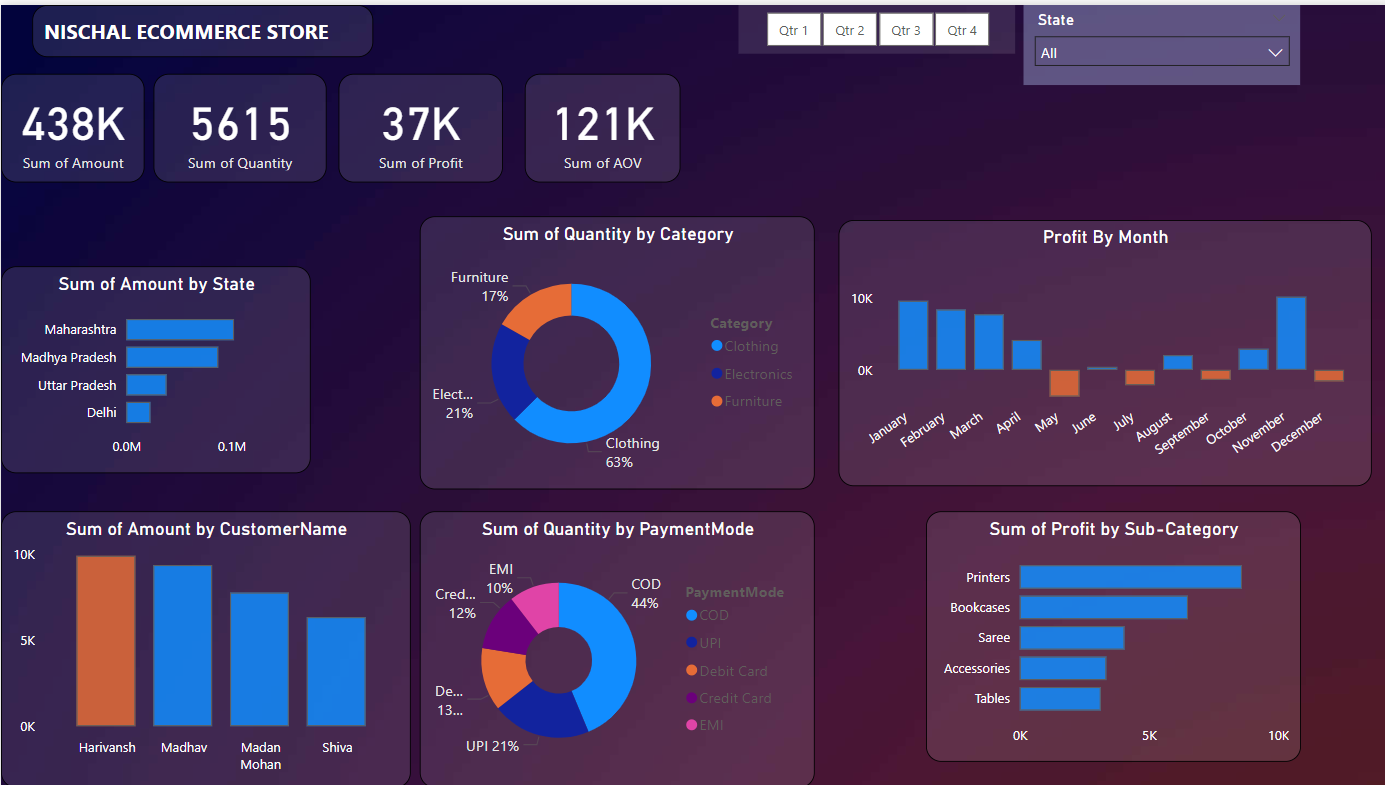 NISCHAL ECOMMERCE STORE
Qtr 1
Qtr 2
Qtr 3
Qtr 4
State
All
438K
Sum of Amount
5615
Sum of Quantity
37K
Sum of Profit
121K
Sum of AOV
Sum of Amount by State
Maharashtra
Madhya Pradesh
Uttar Pradesh
Delhi
0.0M
0.1M
Sum of Quantity by Category
Furniture
17%
Elect...
21%
Clothing
63%
Category
Clothing
Electronics
Furniture
Profit By Month
10K
0K
January
February
March
April
May
June
July
August
September
October
November
December
Sum of Amount by CustomerName
10K
5K
0K
Harivansh
Madhav
Madan
Mohan
Shiva
Sum of Quantity by PaymentMode
EMI
10%
Cred...
12%
De...
13...
UPI 21%
COD
44%
PaymentMode
COD
UPI
Debit Card
Credit Card
EMI
Sum of Profit by Sub-Category
Printers
Bookcases
Saree
Accessories
Tables
0K
5K
10K